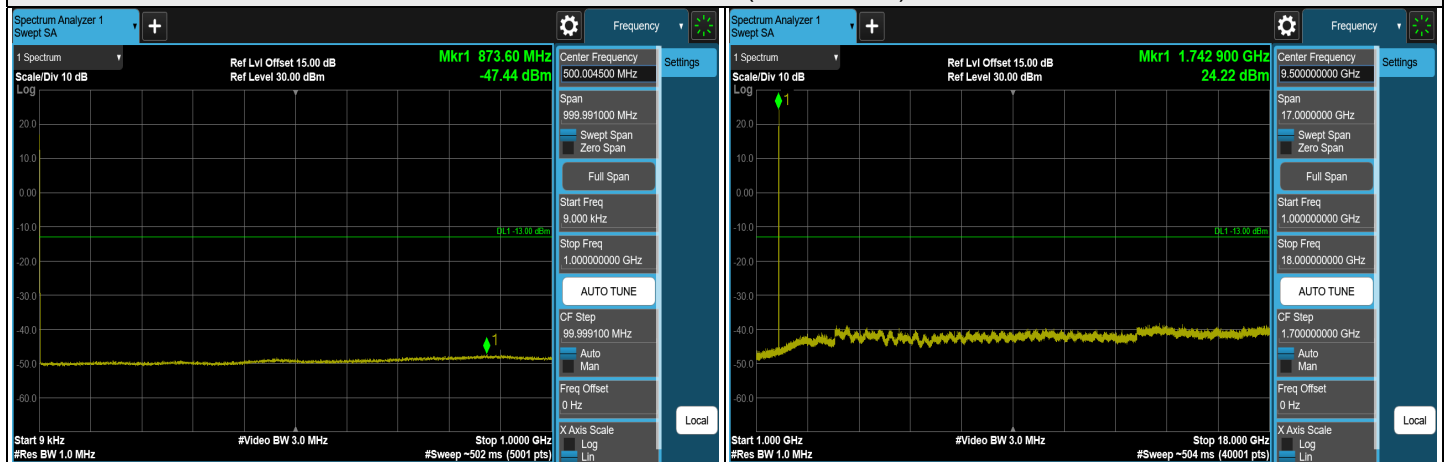 Spectrum Analyzer 1
Swept SA
+
Frequency
1 Spectrum
Scale/Div 10 dB
Log
Ref Lvl Offset 15.00 dB
Ref Level 30.00 dBm
Mkr1 873.60 MHz
-47.44 dBm
20.0
10.0
0.00
-10.0
-20.0
-30.0
-40.0
-50.0
-60.0
DL1 -13.00 dBm
1
Start 9 kHz
#Res BW 1.0 MHz
#Video BW 3.0 MHz
Stop 1.0000 GHz
#Sweep ~502 ms (5001 pts)
Center Frequency
500.004500 MHz
Span
999.991000 MHz
Swept Span
Zero Span
Full Span
Start Freq
9.000 kHz
Stop Freq
1.000000000 GHz
AUTO TUNE
CF Step
99.999100 MHz
Auto
Man
Freq Offset
0 Hz
X Axis Scale
Log
Lin
Settings
Local
Spectrum Analyzer 1
Swept SA
+
Frequency
1 Spectrum
Scale/Div 10 dB
Log
Ref Lvl Offset 15.00 dB
Ref Level 30.00 dBm
Mkr1 1.742 900 GHz
24.22 dBm
1
20.0
10.0
0.00
-10.0
-20.0
-30.0
-40.0
-50.0
-60.0
DL1 -13.00 dBm
Start 1.000 GHz
#Res BW 1.0 MHz
#Video BW 3.0 MHz
Stop 18.000 GHz
#Sweep ~504 ms (40001 pts)
Center Frequency
9.500000000 GHz
Span
17.0000000 GHz
Swept Span
Zero Span
Full Span
Start Freq
1.000000000 GHz
Stop Freq
18.000000000 GHz
AUTO TUNE
CF Step
1.700000000 GHz
Auto
Man
Freq Offset
0 Hz
X Axis Scale
Log
Lin
Settings
Local